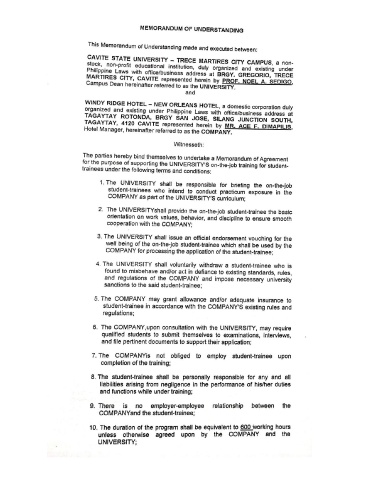 MEMORANDUM OF UNDERSTANDING
This Memorandum of Understanding made and executed between:
CAVITE STATE UNIVERSITY – TRECE MARTIRES CITY CAMPUS, a non-
stock, non-profit educational institution, duly organized and existing under
Philippine Laws with office/business address at BRGY, GREGORIO, TRECE
MARTIRES CITY, CAVITE represented herein by PROF. NOEL A. SEDIGO,
Campus Dean hereinafter referred to as the UNIVERSITY.
and
WINDY RIDGE HOTEL – NEW ORLEANS HOTEL, a domestic corporation duly
organized and existing under Philippine Laws with office/business address at
TAGAYTAY ROTONDA, BRGY SAN JOSE, SILANG JUNCTION SOUTH,
TAGAYTAY, 4120 CAVITE represented herein by MR. ACE F. DIMAPILIS,
Hotel Manager, hereinafter referred to as the COMPANY.
Witnesseth:
The parties hereby bind themselves to undertake a Memorandum of Agreement
for the purpose of supporting the UNIVERSITY'S on-the-job training for student-
trainees under the following terms and conditions:
1. The UNIVERSITY shall be responsible for briefing the on-the-job
student-trainees who intend to conduct practicum exposure in the
COMPANY as part of the UNIVERSITY'S curriculum;
2. The UNIVERSITYshall provide the on-the-job student-trainees the basic
orientation on work values, behavior, and discipline to ensure smooth
cooperation with the COMPANY;
3. The UNIVERSITY shall issue an official endorsement vouching for the
well being of the on-the-job student-trainee which shall be used by the
COMPANY for processing the application of the student-trainee;
4. The UNIVERSITY shall voluntarily withdraw a student-trainee who is
found to misbehave and/or act in defiance to existing standards, rules,
and regulations of the COMPANY and impose necessary university
sanctions to the said student-trainee;
5. The COMPANY may grant allowance and/or adequate insurance to
student-trainee in accordance with the COMPANY'S existing rules and
regulations;
6. The COMPANY,upon consultation with the UNIVERSITY, may require
qualified students to submit themselves to examinations, interviews,
and file pertinent documents to support their application;
7. The COMPANYis not obliged to employ student-trainee upon
completion of the training;
8. The student-trainee shall be personally responsible for any and all
liabilities arising from negligence in the performance of his/her duties
and functions while under training;
9. There is no employer-employee relationship between the
COMPANYand the student-trainee;
10. The duration of the program shall be equivalent to 600 working hours
unless otherwise agreed upon by the COMPANY and the
UNIVERSITY;